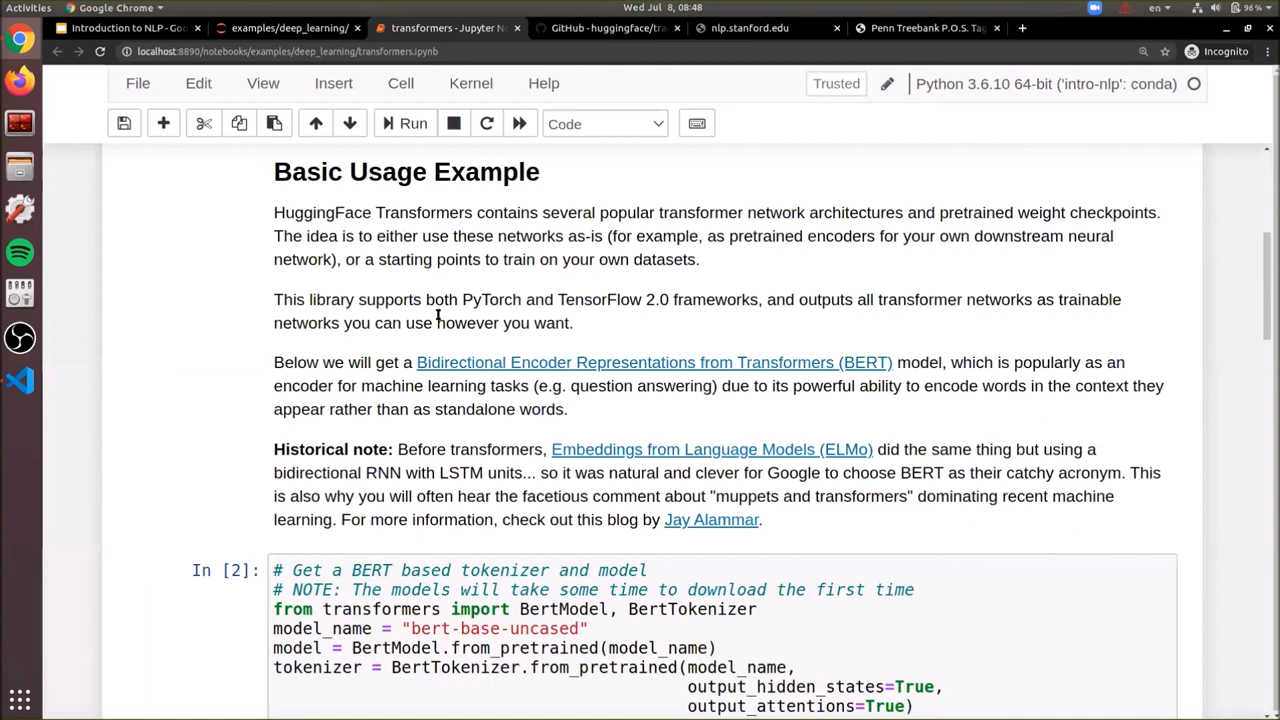 Google Chrome
Wed Jul 8, 08:48
en
96%
Introduction to NLP - Goo
examples/deep_learning/
transformers - Jupyter No
GitHub - huggingface/tra
nlp.stanford.edu
Penn Treebank P.O.S. Tag
localhost:8890/notebooks/examples/deep_learning/transformers.ipynb
Incognito
File Edit View Insert Cell Kernel Help
Trusted
Python 3.6.10 64-bit ('intro-nlp': conda)
Run
Code
Basic Usage Example
HuggingFace Transformers contains several popular transformer network architectures and pretrained weight checkpoints.
The idea is to either use these networks as-is (for example, as pretrained encoders for your own downstream neural
network), or a starting points to train on your own datasets.
This library supports both PyTorch and TensorFlow 2.0 frameworks, and outputs all transformer networks as trainable
networks you can use however you want.
Below we will get a Bidirectional Encoder Representations from Transformers (BERT) model, which is popularly as an
encoder for machine learning tasks (e.g. question answering) due to its powerful ability to encode words in the context they
appear rather than as standalone words.
Historical note: Before transformers, Embeddings from Language Models (ELMo) did the same thing but using a
bidirectional RNN with LSTM units... so it was natural and clever for Google to choose BERT as their catchy acronym. This
is also why you will often hear the facetious comment about "muppets and transformers" dominating recent machine
learning. For more information, check out this blog by Jay Alammar.
In [2]:
# Get a BERT based tokenizer and model
# NOTE: The models will take some time to download the first time
from transformers import BertModel, BertTokenizer
model_name = "bert-base-uncased"
model = BertModel.from_pretrained(model_name)
tokenizer = BertTokenizer.from_pretrained(model_name,
output_hidden_states=True,
output_attentions=True)